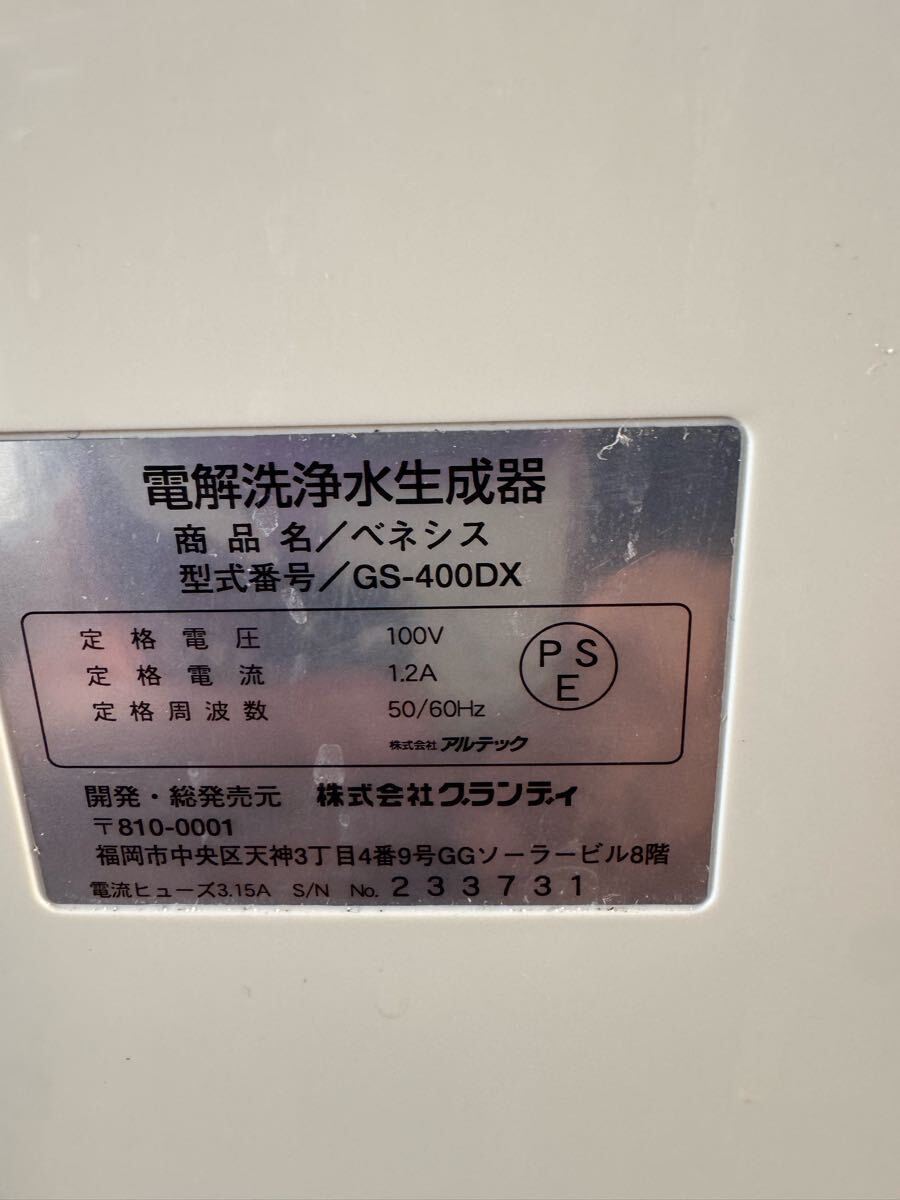 電解洗浄水生成器
商品名/ベネシス
型式番号/GS-400DX
定格電圧 100V
定格電流 1.2A
定格周波数 50/60Hz
PSE
株式会社 アルテック
開発・総発売元 株式会社グランディ
〒810-0001
福岡市中央区天神3丁目4番9号GGソーラービル8階
電流ヒューズ3.15A S/N No. 233731